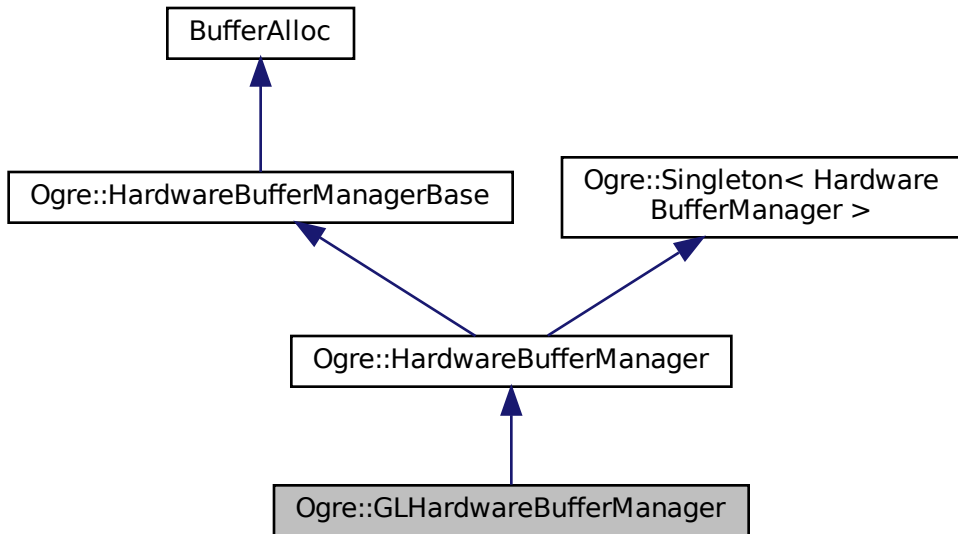 BufferAlloc
Ogre::HardwareBufferManagerBase
Ogre::Singleton< Hardware
BufferManager >
Ogre::HardwareBufferManager
Ogre::GLHardwareBufferManager